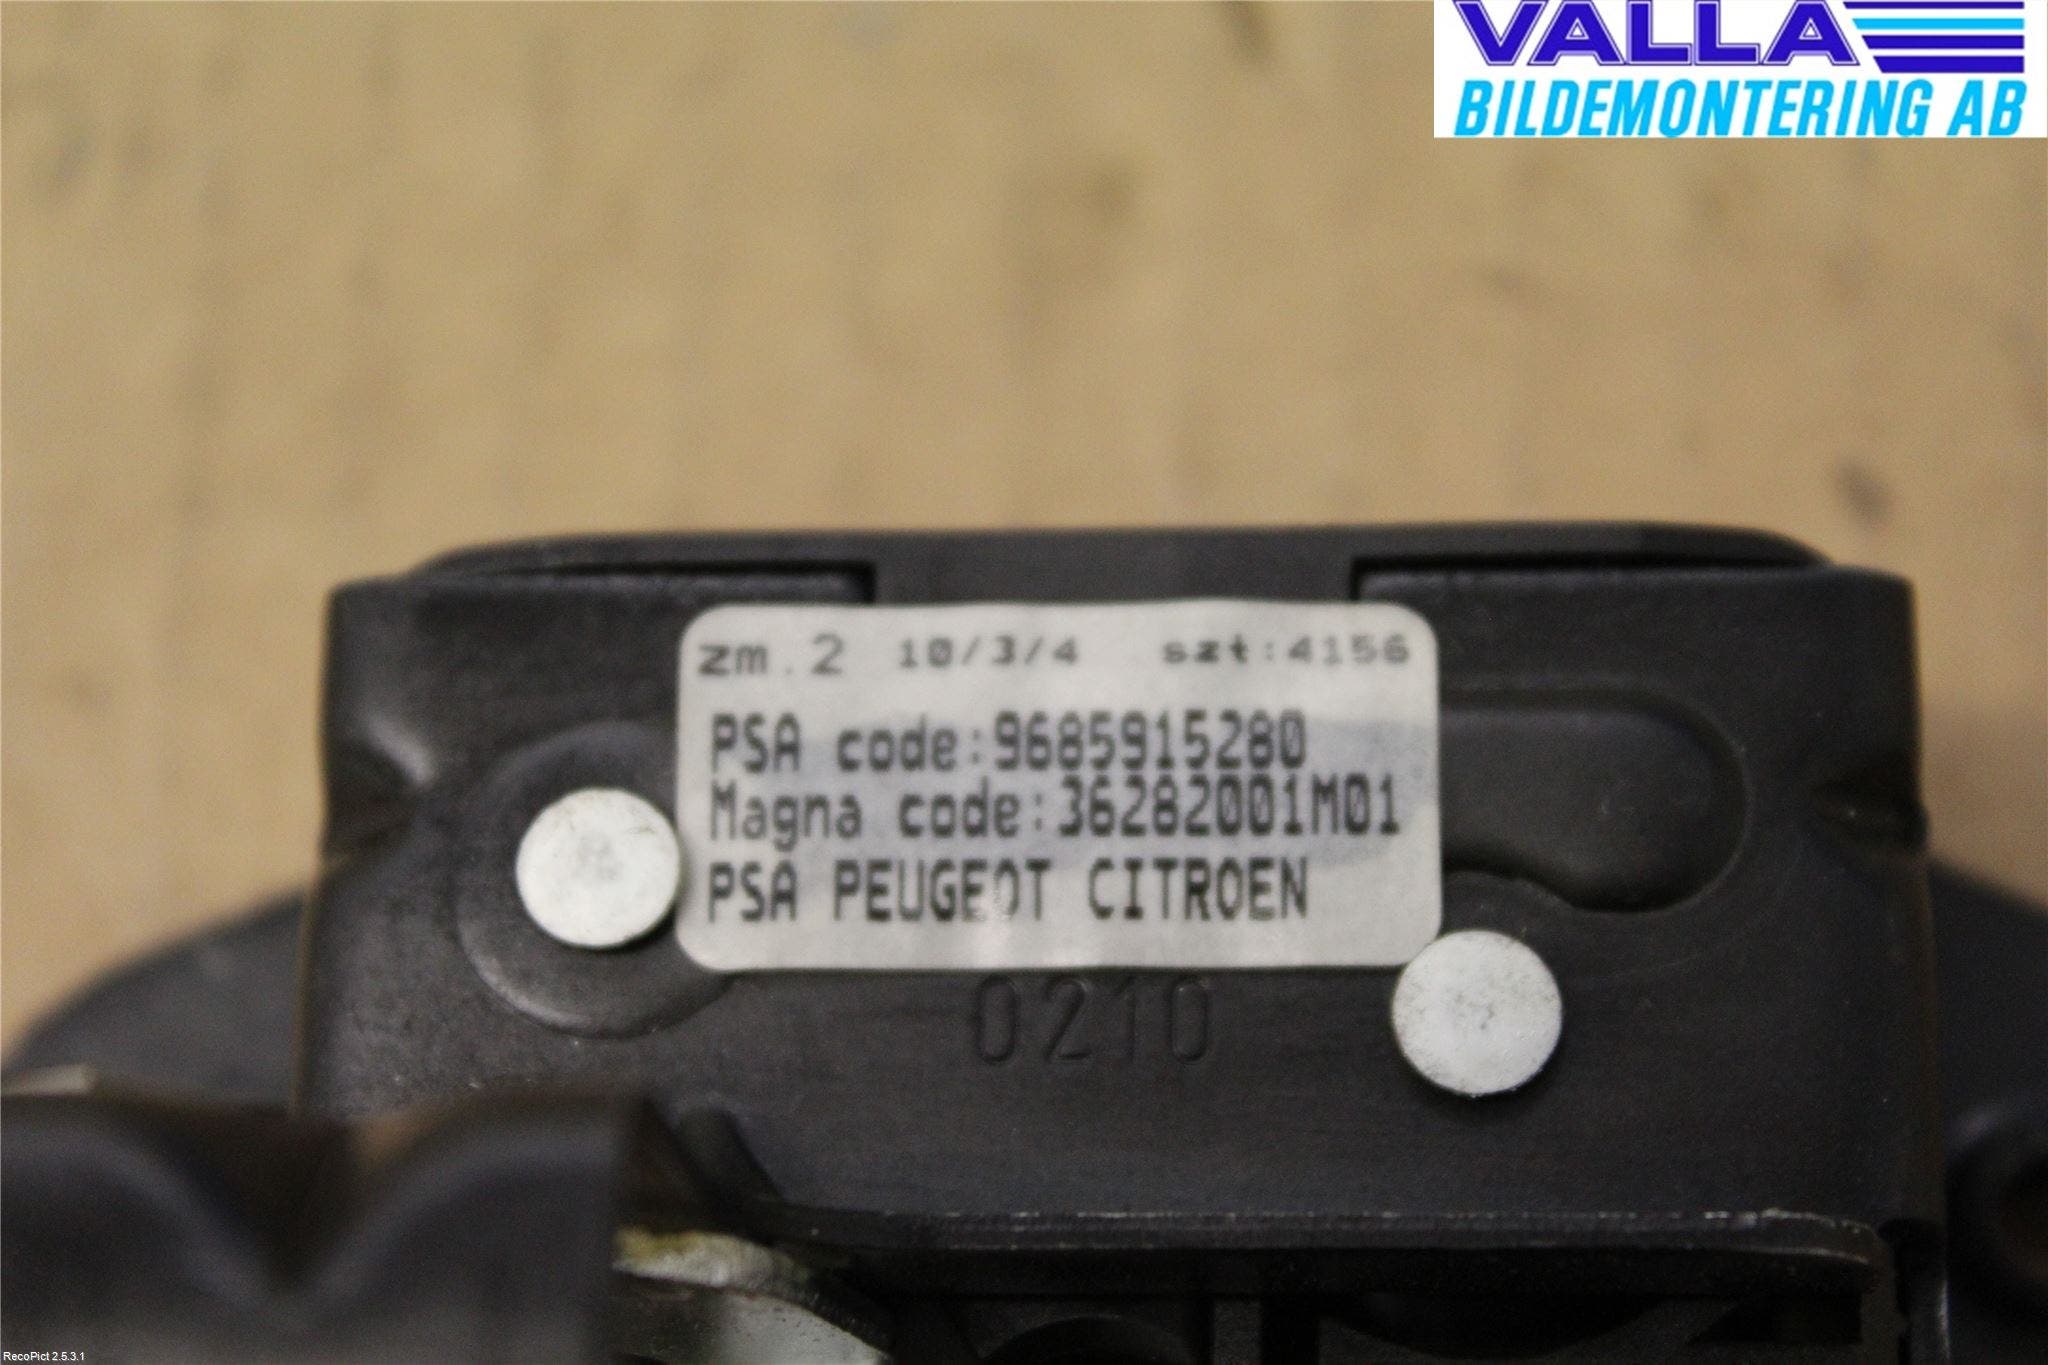 VALLA
BILDEMONTERING AB
zm.2 10/3/4 szt:4156
PSA code:9685915280
Magna code:36282001M01
PSA PEUGEOT CITROEN
0210
RecoPict 2.5.3.1